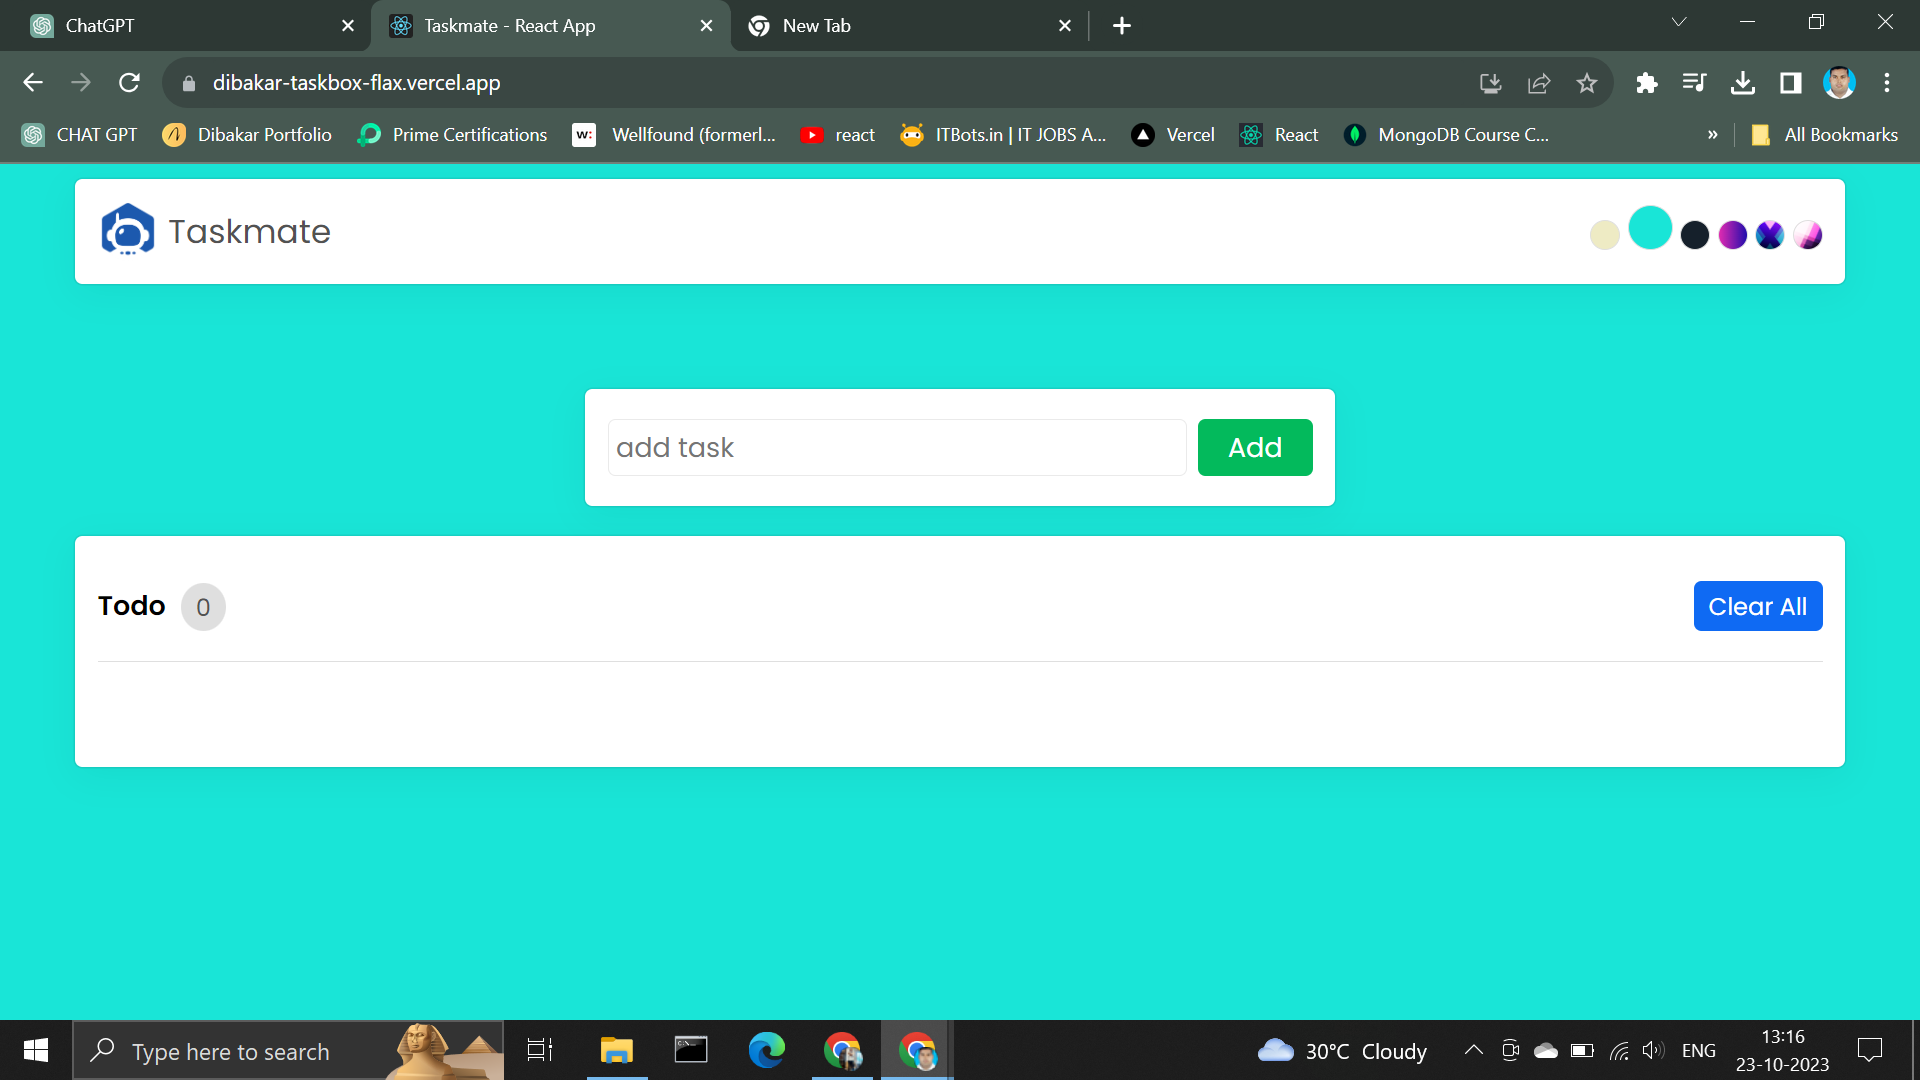 ChatGPT
Taskmate - React App
New Tab
dibakar-taskbox-flax.vercel.app
CHAT GPT
Dibakar Portfolio
Prime Certifications
w: Wellfound (formerl...
react
ITBots.in | IT JOBS A...
Vercel
React
MongoDB Course C...
»
All Bookmarks
Taskmate
add task
Add
Todo 0
Clear All
Type here to search
30°C Cloudy
ENG
13:16
23-10-2023